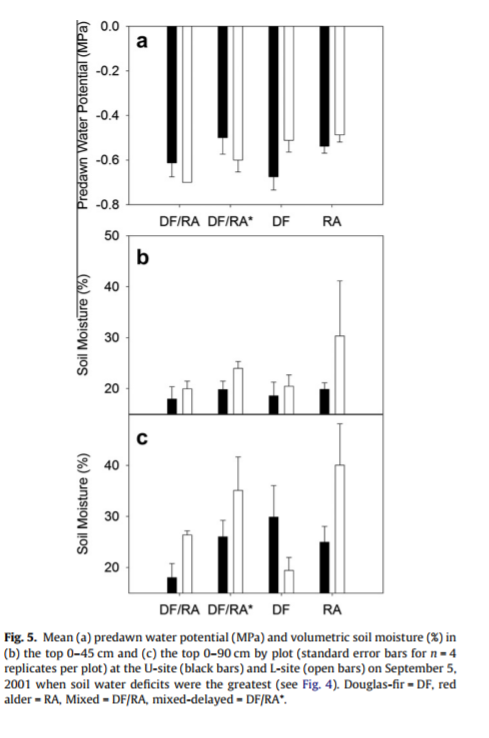 0.0
a
-0.2
-0.4
-0.6
-0.8
Predawn Water Potential (MPa)
DF/RA DF/RA* DF RA
50
b
40
30
20
Soil Moisture (%)
c
40
30
20
Soil Moisture (%)
DF/RA DF/RA* DF RA
Fig. 5. Mean (a) predawn water potential (MPa) and volumetric soil moisture (%) in
(b) the top 0–45 cm and (c) the top 0–90 cm by plot (standard error bars for n = 4
replicates per plot) at the U-site (black bars) and L-site (open bars) on September 5,
2001 when soil water deficits were the greatest (see Fig. 4). Douglas-fir = DF, red
alder = RA, Mixed = DF/RA, mixed-delayed = DF/RA*.